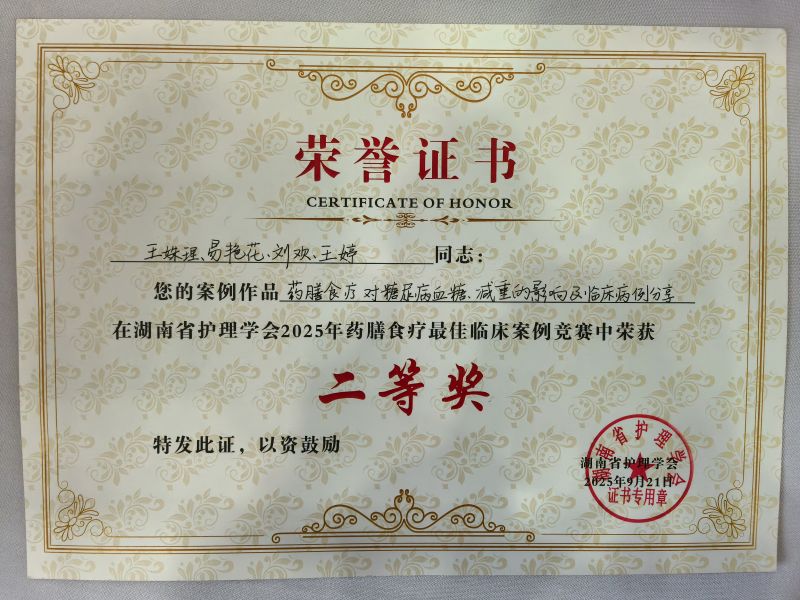 荣誉证书
CERTIFICATE OF HONOR
王姝珵、易艳花、刘欢、王婷 同志：
您的案例作品 药膳食疗对糖尿病血糖、减重的影响及临床病例分享
在湖南省护理学会2025年药膳食疗最佳临床案例竞赛中荣获
二等奖
特发此证，以资鼓励
湖南省护理学会
2025年9月21日
湖南省护理学会
证书专用章